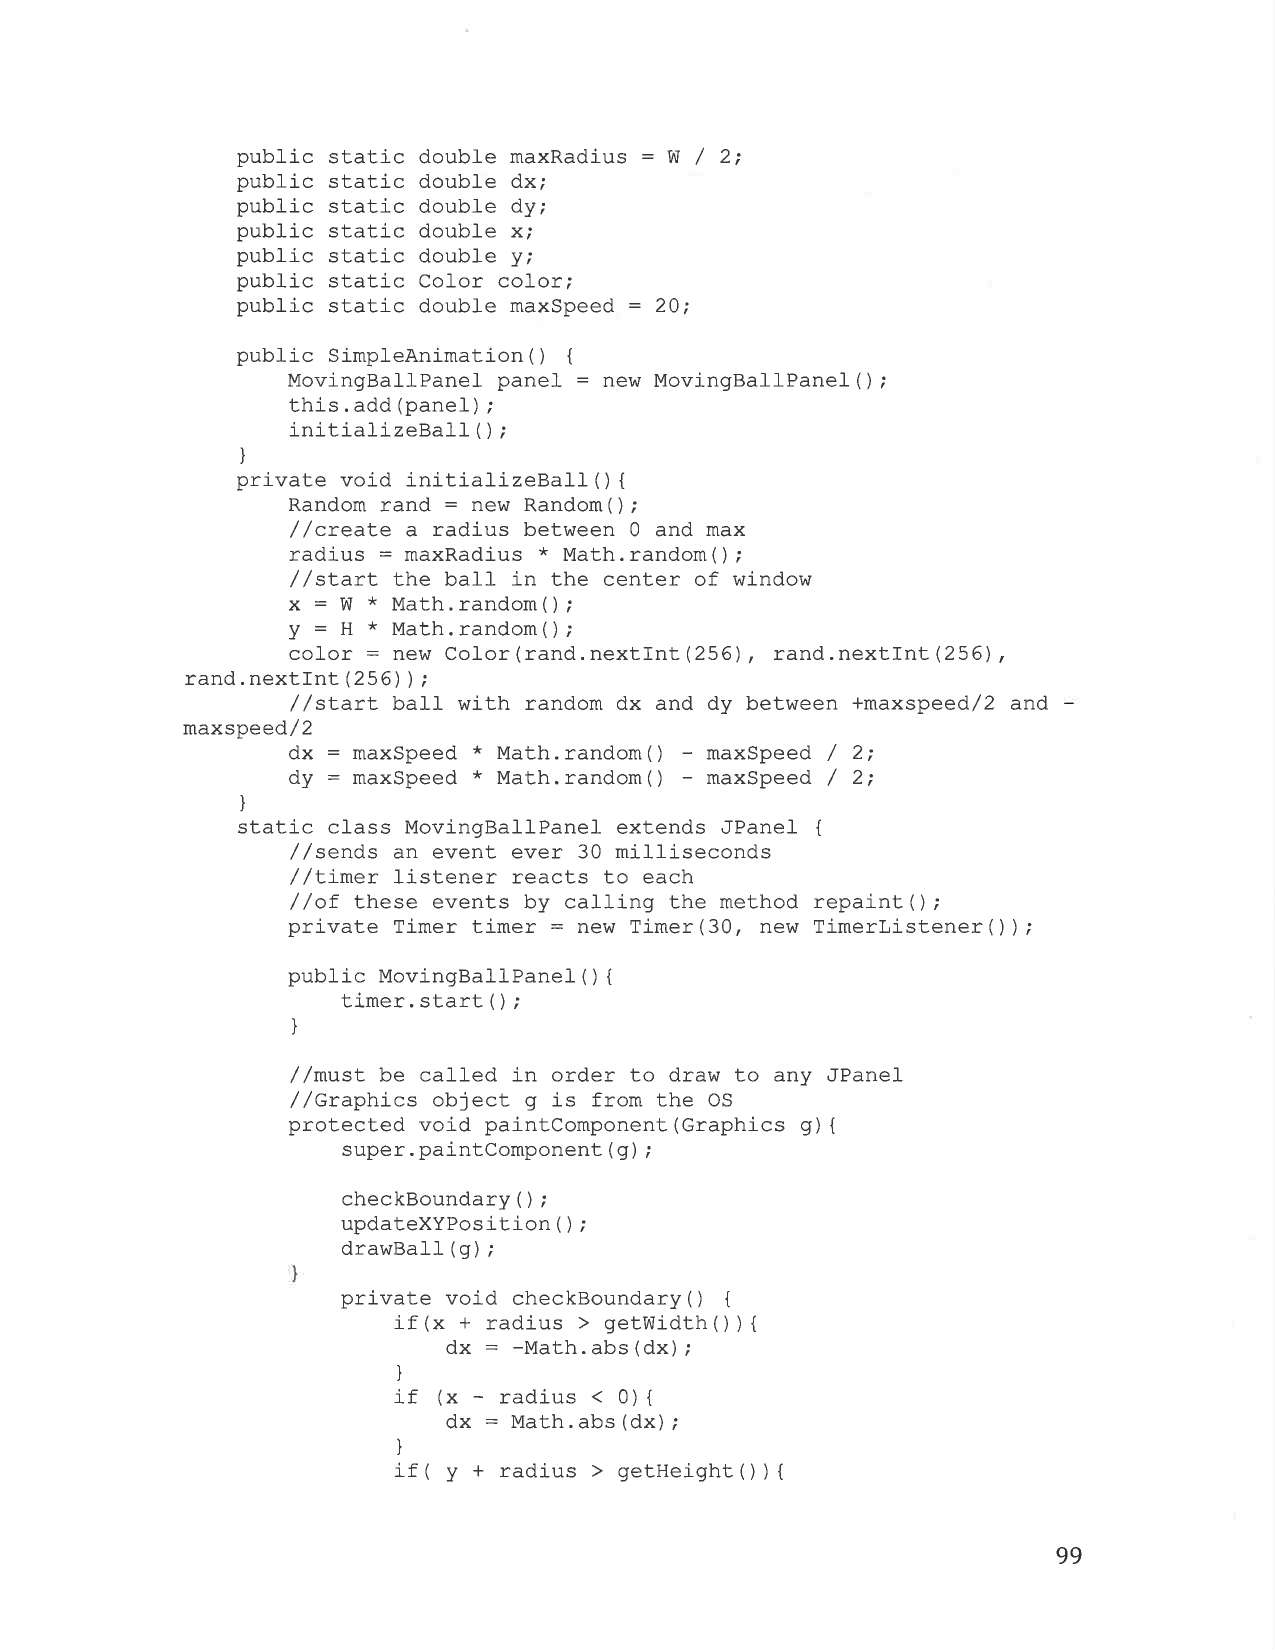 public static double maxRadius = W / 2;
public static double dx;
public static double dy;
public static double x;
public static double y;
public static Color color;
public static double maxSpeed = 20;
public SimpleAnimation() {
MovingBallPanel panel = new MovingBallPanel();
this.add(panel);
initializeBall();
}
private void initializeBall(){
Random rand = new Random();
//create a radius between 0 and max
radius = maxRadius * Math.random();
//start the ball in the center of window
x = W * Math.random();
y = H * Math.random();
color = new Color(rand.nextInt(256), rand.nextInt(256),
rand.nextInt(256));
//start ball with random dx and dy between +maxspeed/2 and -
maxspeed/2
dx = maxSpeed * Math.random() - maxSpeed / 2;
dy = maxSpeed * Math.random() - maxSpeed / 2;
}
static class MovingBallPanel extends JPanel {
//sends an event ever 30 milliseconds
//timer listener reacts to each
//of these events by calling the method repaint();
private Timer timer = new Timer(30, new TimerListener());
public MovingBallPanel(){
timer.start();
}
//must be called in order to draw to any JPanel
//Graphics object g is from the OS
protected void paintComponent(Graphics g){
super.paintComponent(g);
checkBoundary();
updateXYPosition();
drawBall(g);
}
private void checkBoundary() {
if(x + radius > getWidth()){
dx = -Math.abs(dx);
}
if (x - radius < 0){
dx = Math.abs(dx);
}
if( y + radius > getHeight()){
99